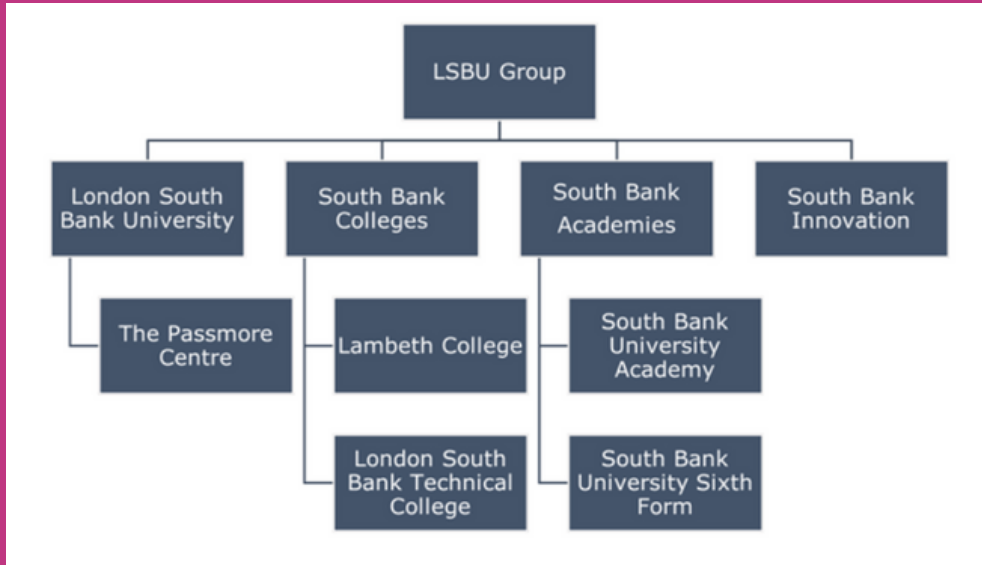 LSBU Group
London South
Bank University
South Bank
Colleges
South Bank
Academies
South Bank
Innovation
The Passmore
Centre
Lambeth College
South Bank
University
Academy
London South
Bank Technical
College
South Bank
University Sixth
Form